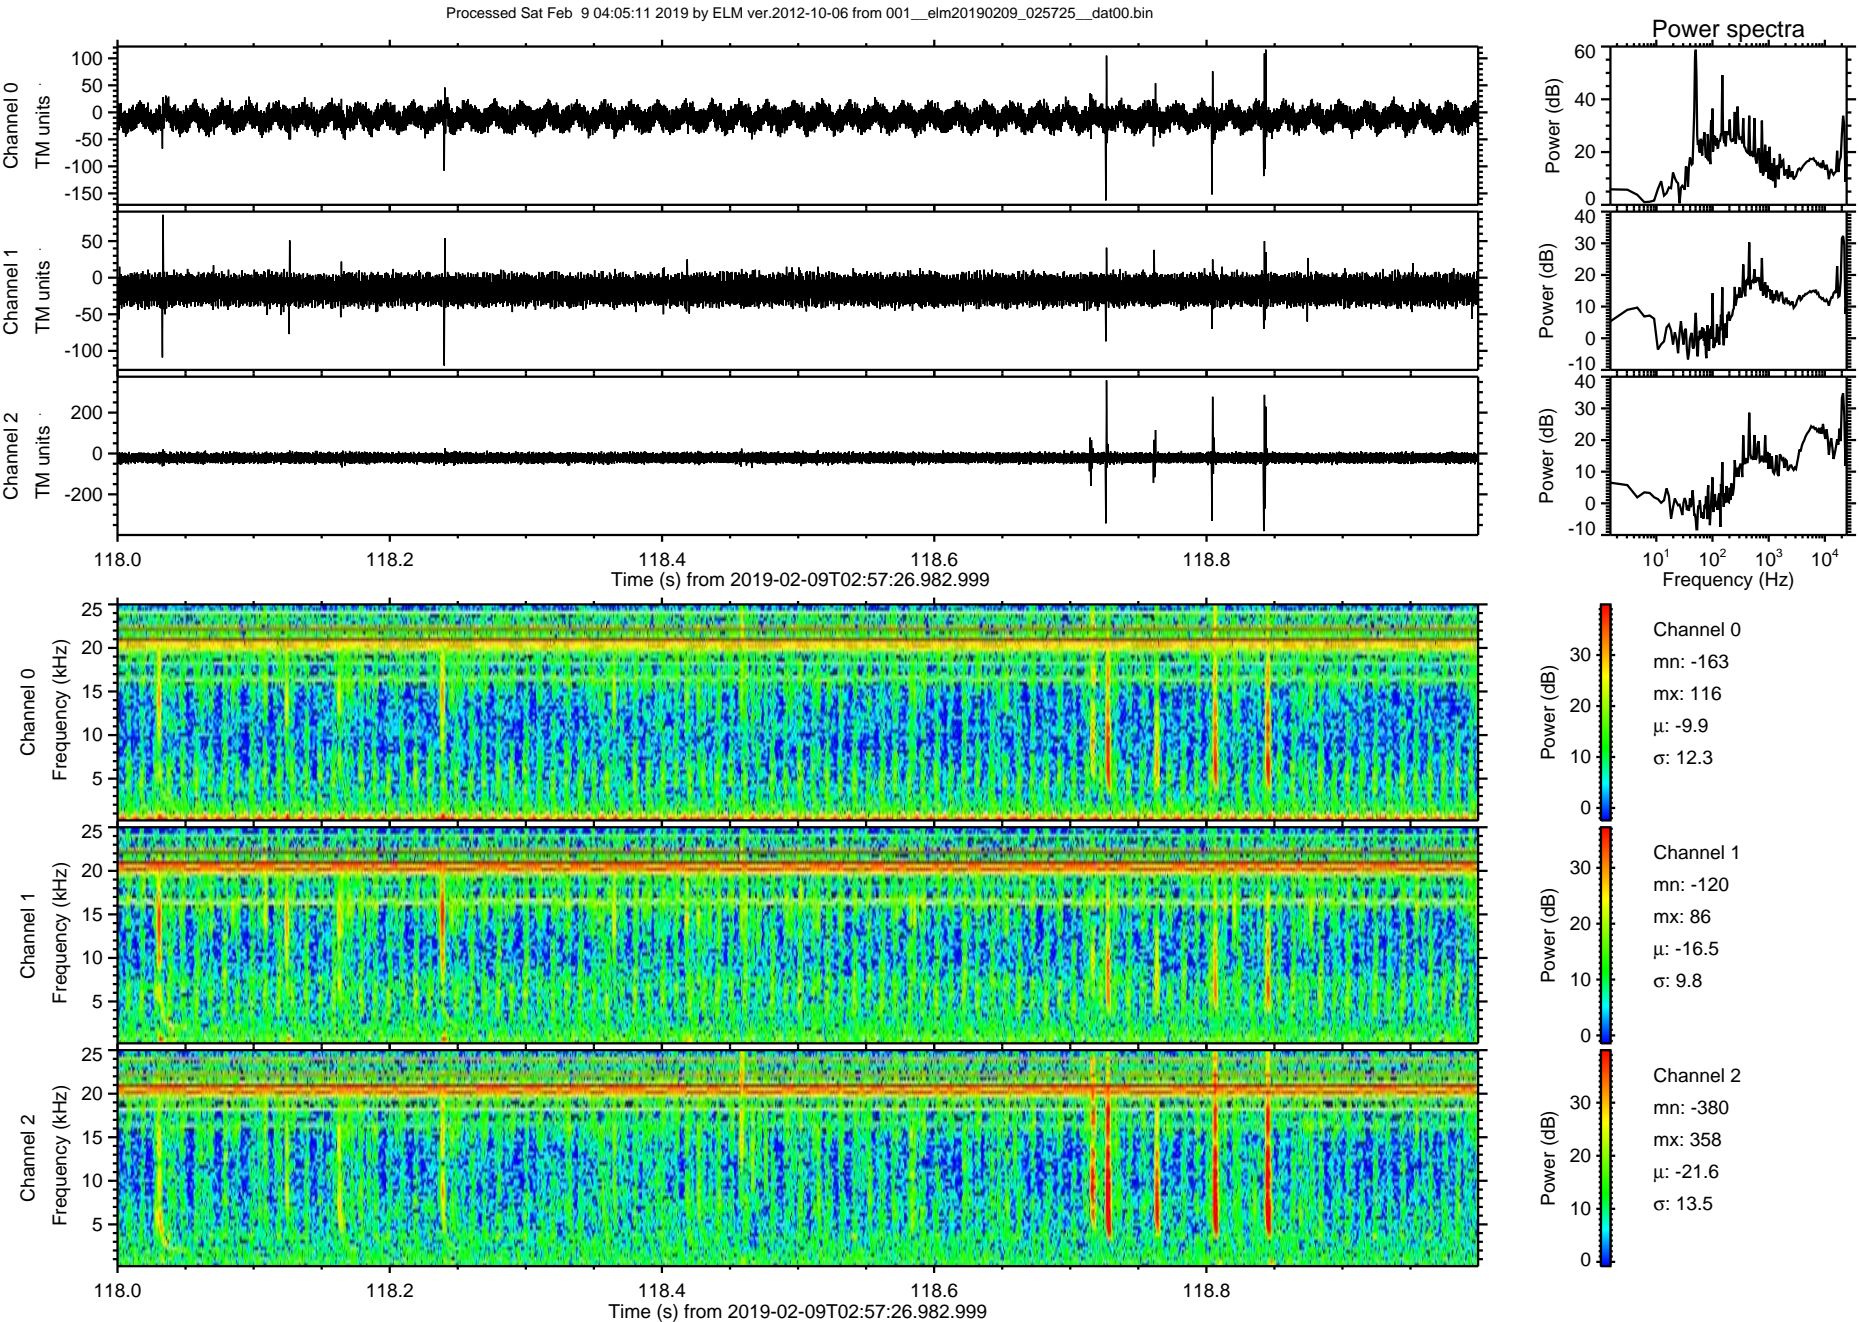 Processed Sat Feb  9 04:05:11 2019 by ELM ver.2012-10-06 from 001__elm20190209_025725__dat00.bin
Power spectra
Channel 0
TM units
100
50
0
-50
-100
-150
Power (dB)
60
40
20
0
Channel 1
TM units
50
0
-50
-100
Power (dB)
40
30
20
10
0
-10
Channel 2
TM units
200
0
-200
Power (dB)
40
30
20
10
0
-10
118.0 118.2 118.4 118.6 118.8
Time (s) from 2019-02-09T02:57:26.982.999
10^1 10^2 10^3 10^4
Frequency (Hz)
Channel 0
Frequency (kHz)
25
20
15
10
5
Power (dB)
30
20
10
0
Channel 0
mn: -163
mx: 116
μ: -9.9
σ: 12.3
Channel 1
Frequency (kHz)
25
20
15
10
5
Power (dB)
30
20
10
0
Channel 1
mn: -120
mx: 86
μ: -16.5
σ: 9.8
Channel 2
Frequency (kHz)
25
20
15
10
5
Power (dB)
30
20
10
0
Channel 2
mn: -380
mx: 358
μ: -21.6
σ: 13.5
118.0 118.2 118.4 118.6 118.8
Time (s) from 2019-02-09T02:57:26.982.999